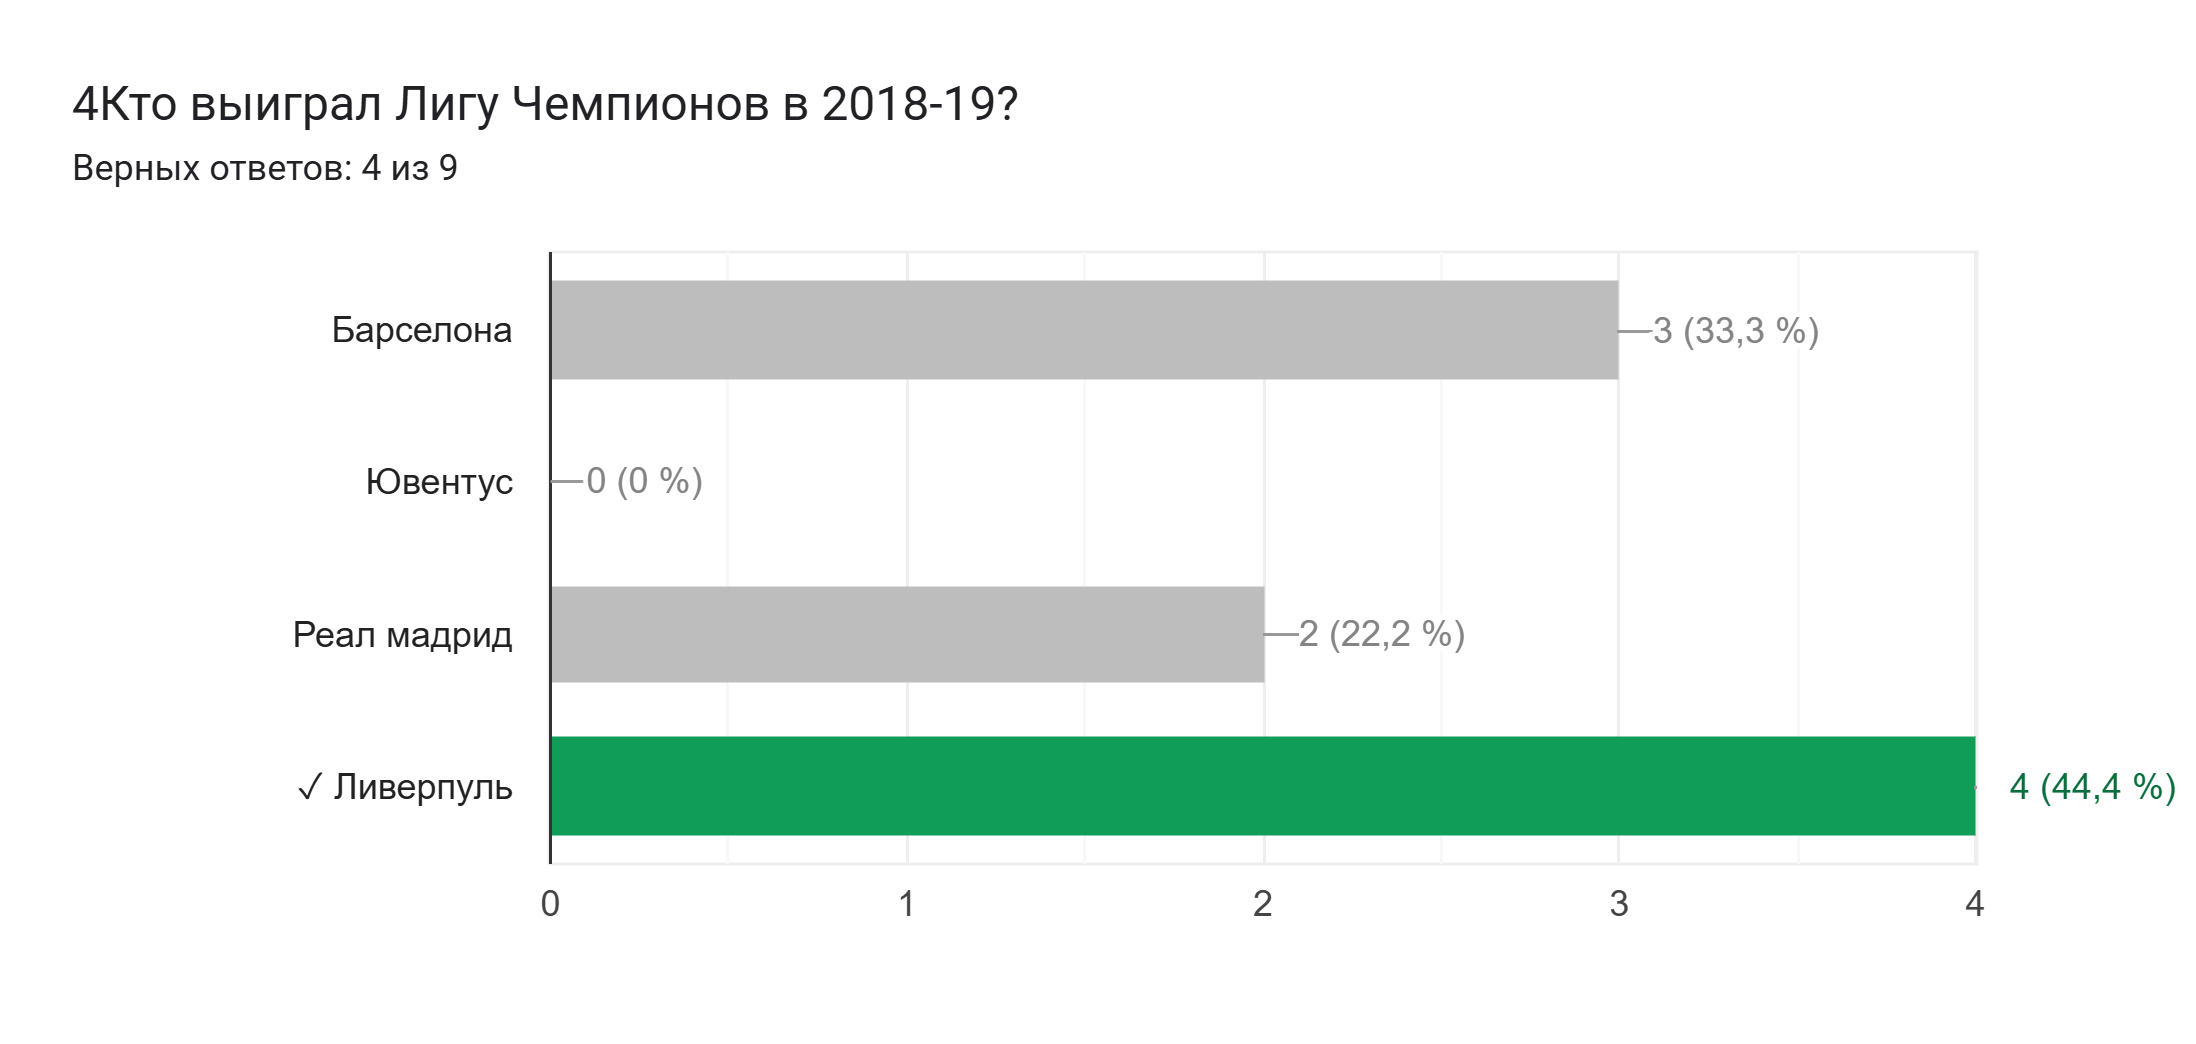 4Кто выиграл Лигу Чемпионов в 2018-19?
Верных ответов: 4 из 9
Барселона
3 (33,3 %)
Ювентус
0 (0 %)
Реал мадрид
2 (22,2 %)
✓ Ливерпуль
4 (44,4 %)
0 1 2 3 4